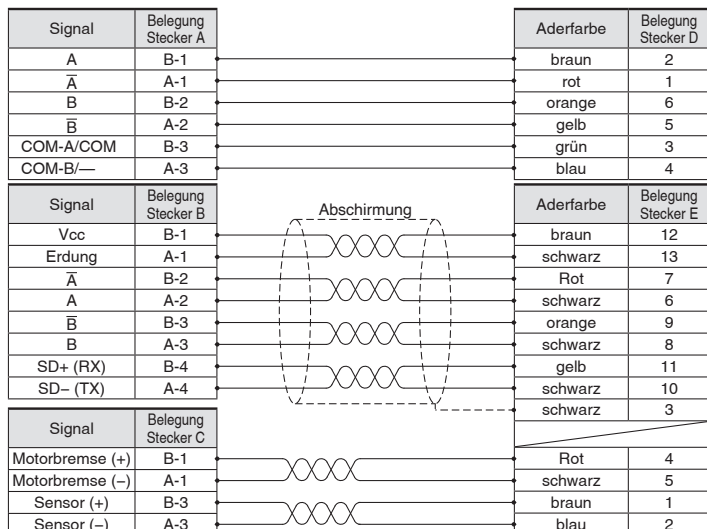 Signal Belegung Stecker A Aderfarbe Belegung Stecker D
A B-1 braun 2
A̅ A-1 rot 1
B B-2 orange 6
B̅ A-2 gelb 5
COM-A/COM B-3 grün 3
COM-B/— A-3 blau 4
Signal Belegung Stecker B Abschirmung Aderfarbe Belegung Stecker E
Vcc B-1 braun 12
Erdung A-1 schwarz 13
A̅ B-2 Rot 7
A A-2 schwarz 6
B̅ B-3 orange 9
B A-3 schwarz 8
SD+ (RX) B-4 gelb 11
SD− (TX) A-4 schwarz 10
schwarz 3
Signal Belegung Stecker C
Motorbremse (+) B-1 Rot 4
Motorbremse (−) A-1 schwarz 5
Sensor (+) B-3 braun 1
Sensor (−) A-3 blau 2